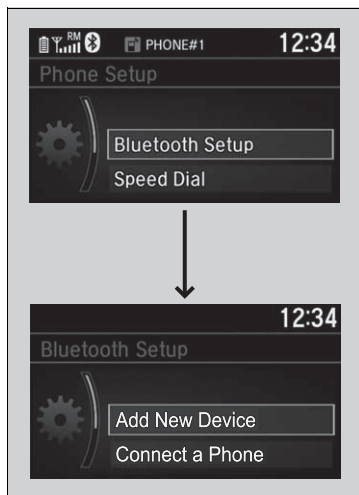 RM PHONE#1 12:34
Phone Setup
Bluetooth Setup
Speed Dial
12:34
Bluetooth Setup
Add New Device
Connect a Phone